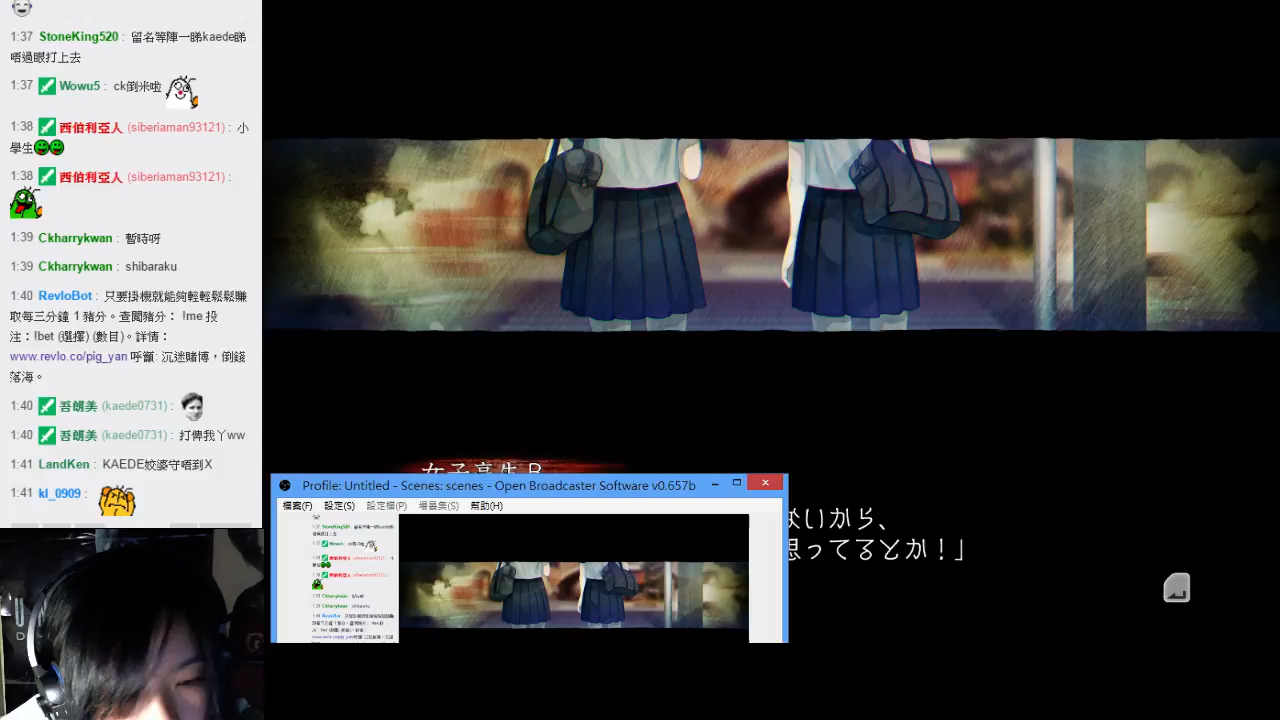 1:37 StoneKing520 : 留名等陣一睇kaede睇
唔過眼打上去
1:37 Wowu5 : ck倒米啦
1:38 西伯利亞人 (siberiaman93121) : 小
學生
1:38 西伯利亞人 (siberiaman93121) :
1:39 Ckharrykwan : 暫時呀
1:39 Ckharrykwan : shibaraku
1:40 RevloBot : 只要掛機就能夠輕輕鬆鬆賺
取每三分鐘 1 豬分。查閱豬分： !me 投
注：!bet (選擇) (數目)。詳情：
www.revlo.co/pig_yan 呼籲: 沉迷賭博，倒錢
落海。
1:40 吾朗美 (kaede0731) :
1:40 吾朗美 (kaede0731) : 打俾我丫ww
1:41 LandKen : KAEDE姣婆守唔到X
1:41 kl_0909 :
女子高生B
Profile: Untitled - Scenes: scenes - Open Broadcaster Software v0.657b
檔案(F) 設定(S) 設定檔(P) 場景集(S) 幫助(H)
ないから、
思ってるとか！」